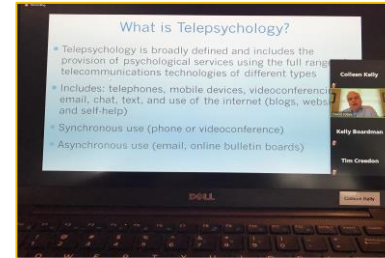 What is Telepsychology?
Telepsychology is broadly defined and includes the
provision of psychological services using the full range
telecommunications technologies of different types
Includes: telephones, mobile devices, videoconferencing
email, chat, text, and use of the internet (blogs, webs
and self-help)
Synchronous use (phone or videoconference)
Asynchronous use (email, online bulletin boards)
Colleen Kelly
Kelly Boardman
Tim Creedon
Colleen Kelly
DELL